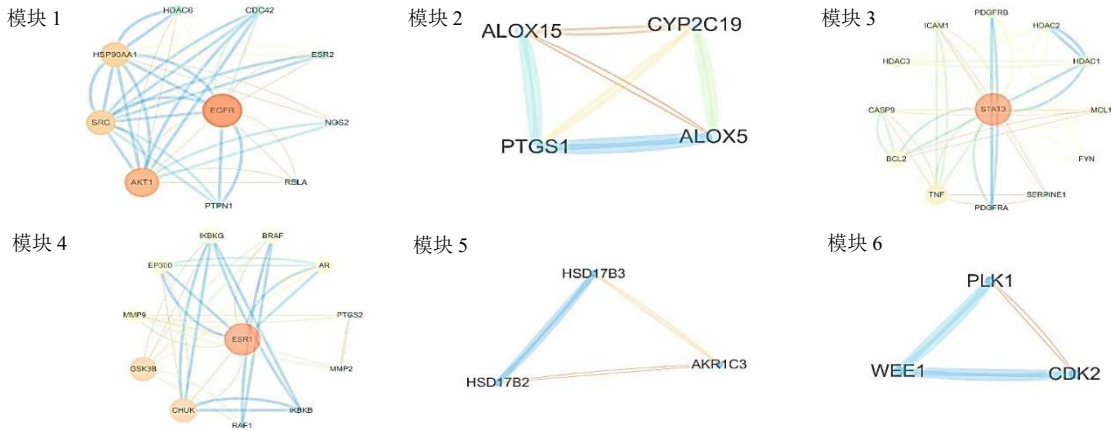 模块 1
HDAC6
CDC42
HSP90AA1
ESR2
EGFR
SRC
NOS2
AKT1
RELA
PTPN1
模块 2
ALOX15
CYP2C19
PTGS1
ALOX5
模块 3
PDGFRB
ICAM1
HDAC2
HDAC3
HDAC1
CASP9
STAT3
MCL1
BCL2
FYN
TNF
SERPINE1
PDGFRA
模块 4
IKBKG
BRAF
EP300
AR
MMP9
PTGS2
ESR1
GSK3B
MMP2
CHUK
IKBKB
RAF1
模块 5
HSD17B3
AKR1C3
HSD17B2
模块 6
PLK1
WEE1
CDK2